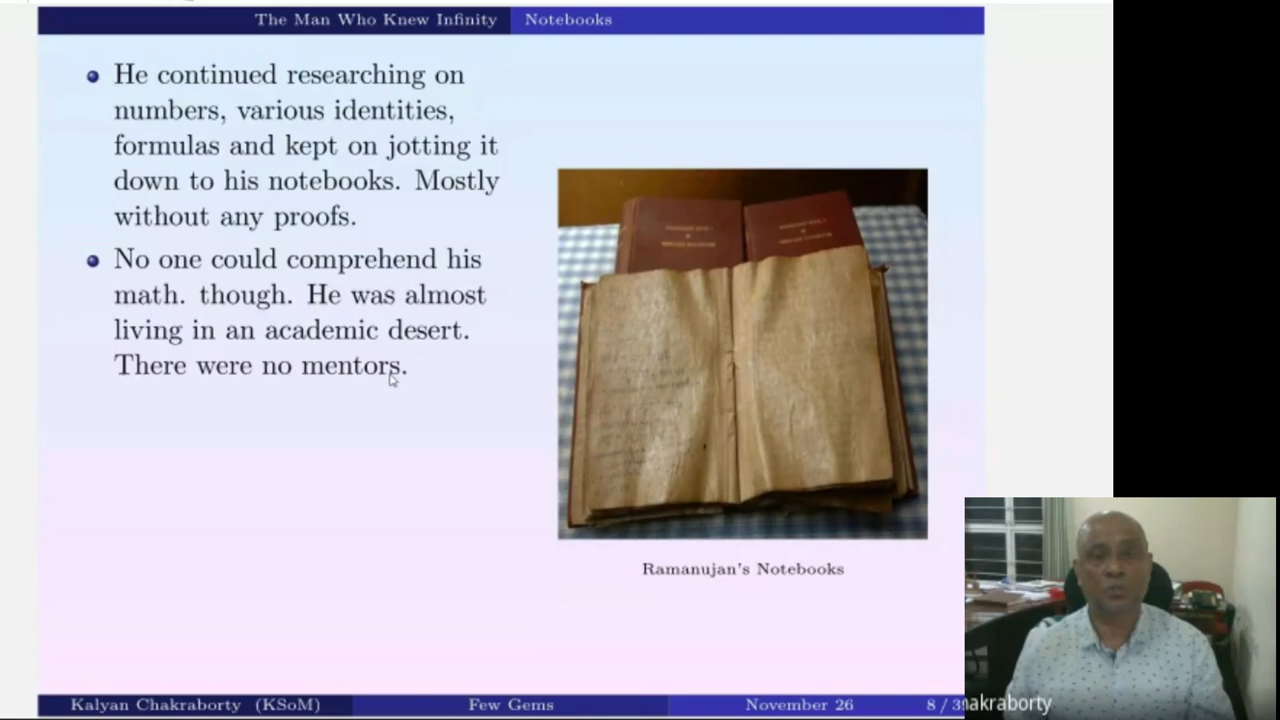 The Man Who Knew Infinity
Notebooks
He continued researching on
numbers, various identities,
formulas and kept on jotting it
down to his notebooks. Mostly
without any proofs.
No one could comprehend his
math. though. He was almost
living in an academic desert.
There were no mentors.
Ramanujan's Notebooks
Kalyan Chakraborty (KSoM)
Few Gems
November 26
8 / 3
akraborty